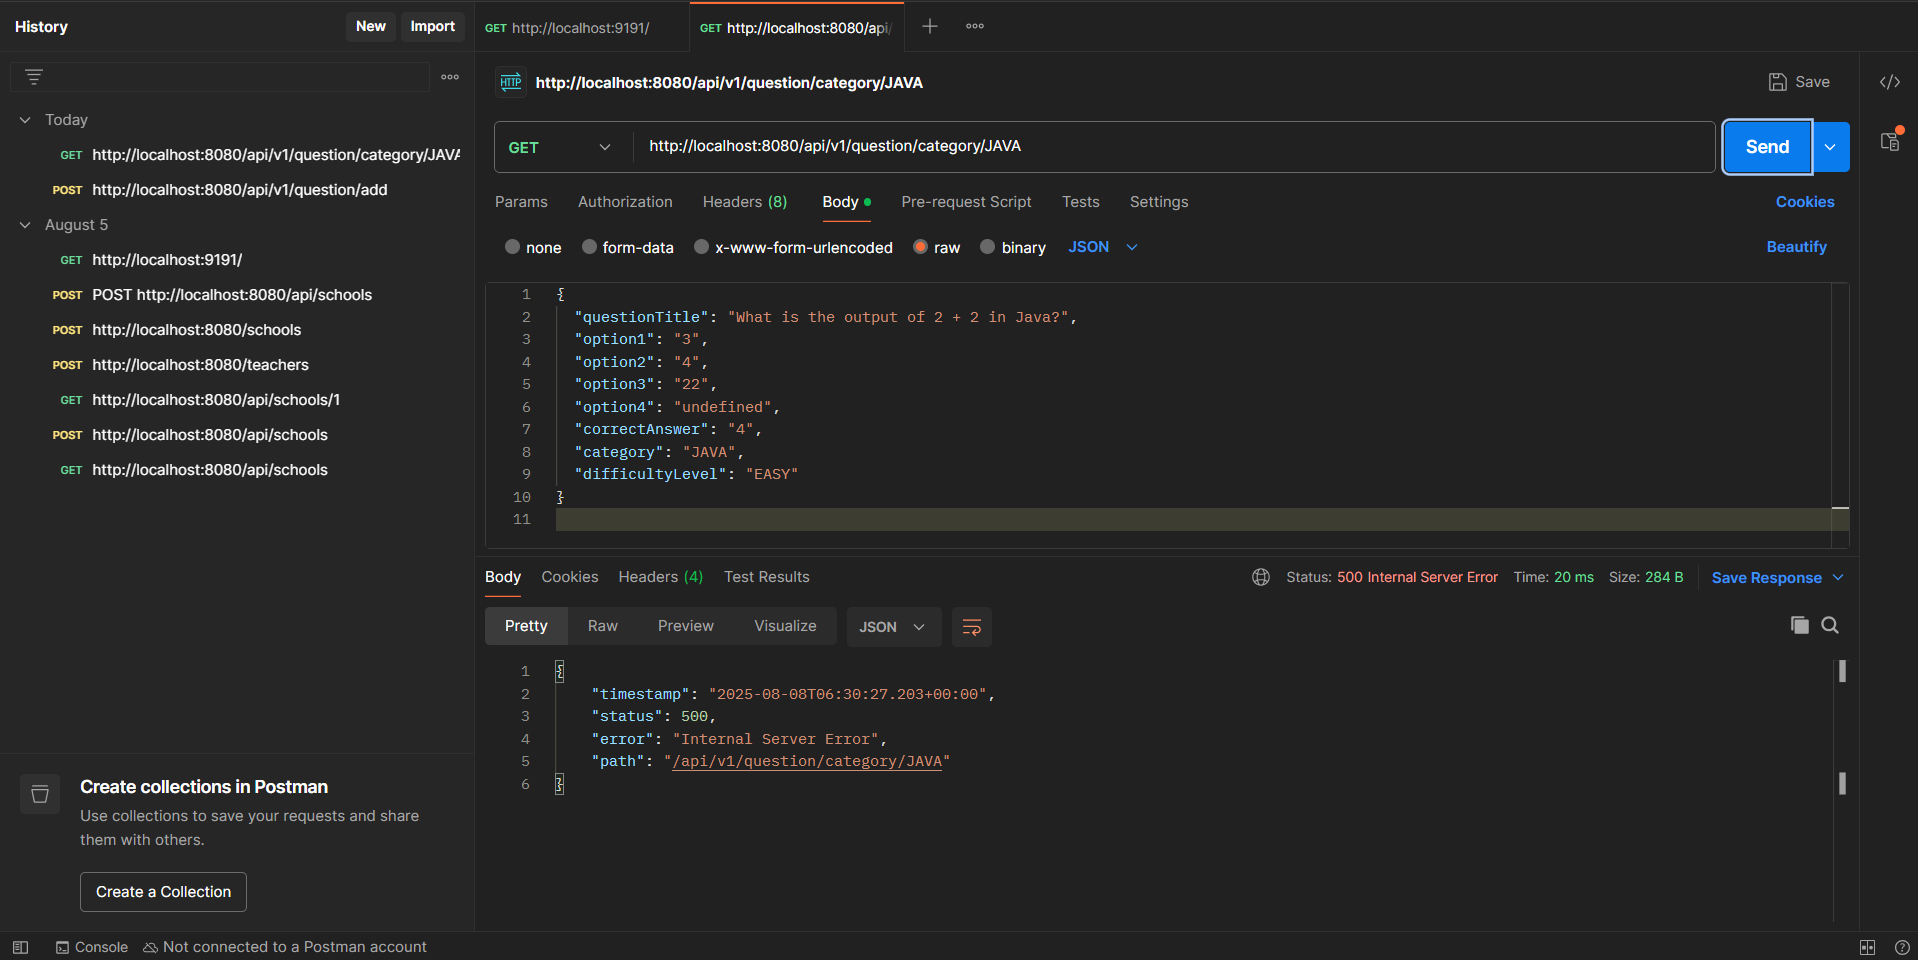 History
New
Import
Today
GET http://localhost:8080/api/v1/question/category/JAVA
POST http://localhost:8080/api/v1/question/add
August 5
GET http://localhost:9191/
POST POST http://localhost:8080/api/schools
POST http://localhost:8080/schools
POST http://localhost:8080/teachers
GET http://localhost:8080/api/schools/1
POST http://localhost:8080/api/schools
GET http://localhost:8080/api/schools
Create collections in Postman
Use collections to save your requests and share
them with others.
Create a Collection
GET http://localhost:9191/
GET http://localhost:8080/api/
HTTP http://localhost:8080/api/v1/question/category/JAVA
Save
GET http://localhost:8080/api/v1/question/category/JAVA
Send
Params Authorization Headers (8) Body Pre-request Script Tests Settings Cookies
none form-data x-www-form-urlencoded raw binary JSON Beautify
1 {
2 "questionTitle": "What is the output of 2 + 2 in Java?",
3 "option1": "3",
4 "option2": "4",
5 "option3": "22",
6 "option4": "undefined",
7 "correctAnswer": "4",
8 "category": "JAVA",
9 "difficultyLevel": "EASY"
10 }
11
Body Cookies Headers (4) Test Results Status: 500 Internal Server Error Time: 20 ms Size: 284 B Save Response
Pretty Raw Preview Visualize JSON
1 {
2 "timestamp": "2025-08-08T06:30:27.203+00:00",
3 "status": 500,
4 "error": "Internal Server Error",
5 "path": "/api/v1/question/category/JAVA"
6 }
Console Not connected to a Postman account